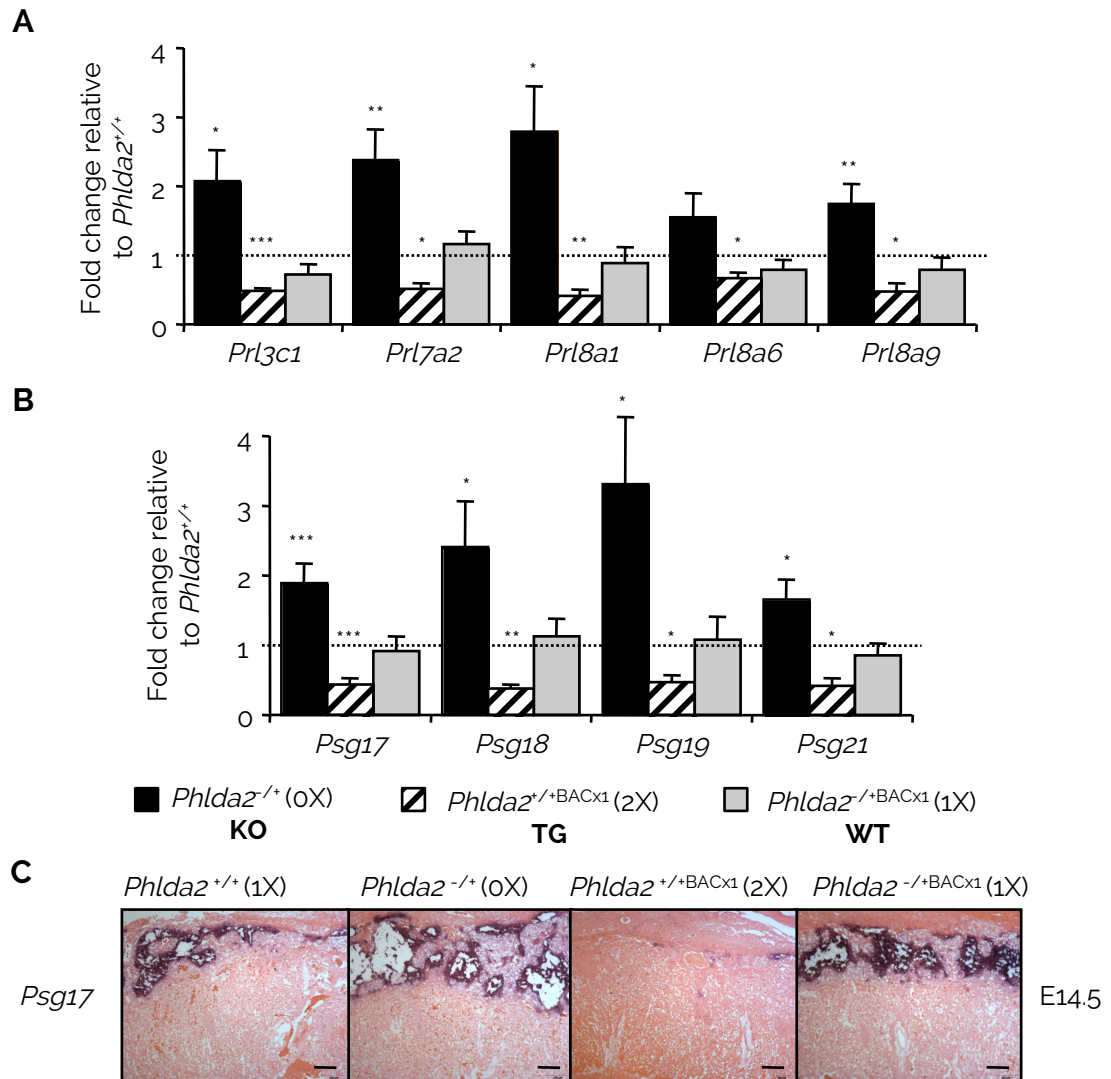 A
Fold change relative
to Phlda2+/+
4
3
2
1
0
*
***
**
*
*
**
*
**
*
Prl3c1
Prl7a2
Prl8a1
Prl8a6
Prl8a9
B
Fold change relative
to Phlda2+/+
4
3
2
1
0
***
***
*
**
*
*
*
*
Psg17
Psg18
Psg19
Psg21
Phlda2-/+ (0X) Phlda2+/+BACx1 (2X) Phlda2-/+BACx1 (1X)
KO TG WT
C
Phlda2 +/+ (1X) Phlda2 -/+ (0X) Phlda2 +/+BACx1 (2X) Phlda2 -/+BACx1 (1X)
Psg17
E14.5